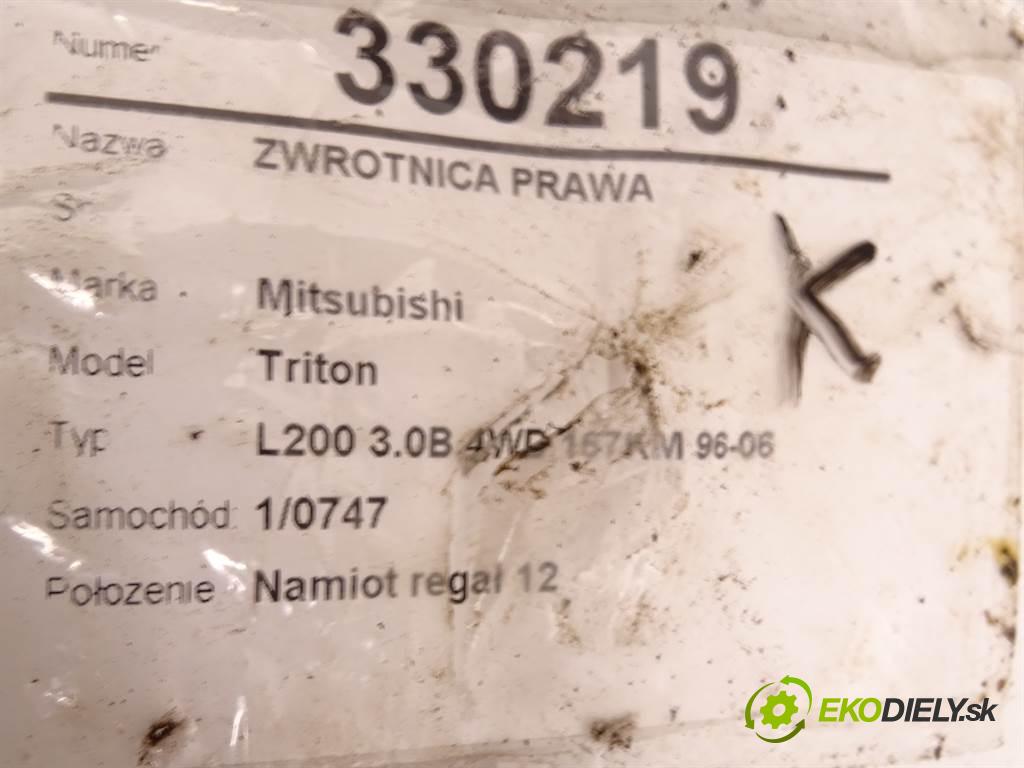 Numer 330219
Nazwa ZWROTNICA PRAWA
Marka Mitsubishi
K
Model Triton
Typ L200 3.0B 4WD 167KM 96-06
Samochód: 1/0747
Położenie Namiot regał 12
EKODIELY.sk